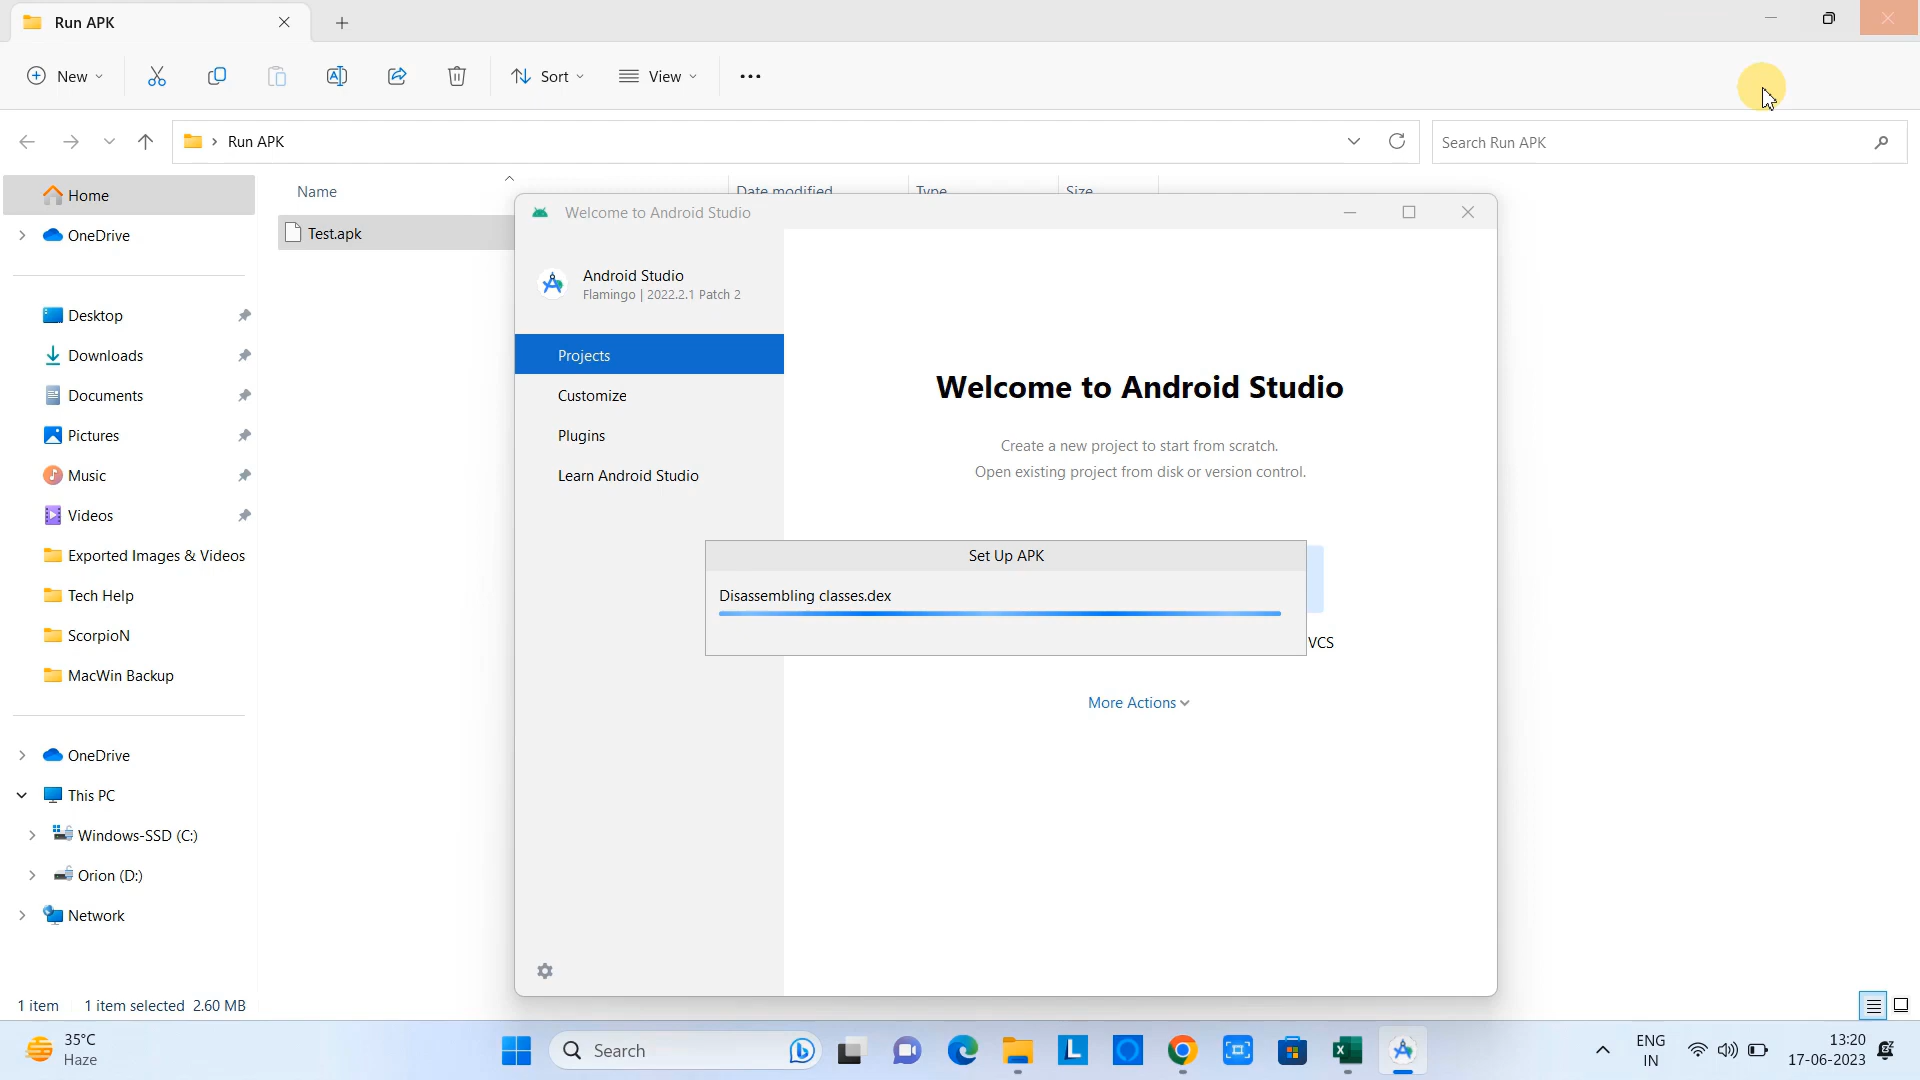 Run APK
New
Sort
View
Run APK
Search Run APK
Home
OneDrive
Desktop
Downloads
Documents
Pictures
Music
Videos
Exported Images & Videos
Tech Help
ScorpioN
MacWin Backup
OneDrive
This PC
Windows-SSD (C:)
Orion (D:)
Network
Name
Date modified
Type
Size
Test.apk
Welcome to Android Studio
Android Studio
Flamingo | 2022.2.1 Patch 2
Projects
Customize
Plugins
Learn Android Studio
Welcome to Android Studio
Create a new project to start from scratch.
Open existing project from disk or version control.
Set Up APK
Disassembling classes.dex
VCS
More Actions
1 item
1 item selected 2.60 MB
35°C
Haze
Search
ENG
IN
13:20
17-06-2023